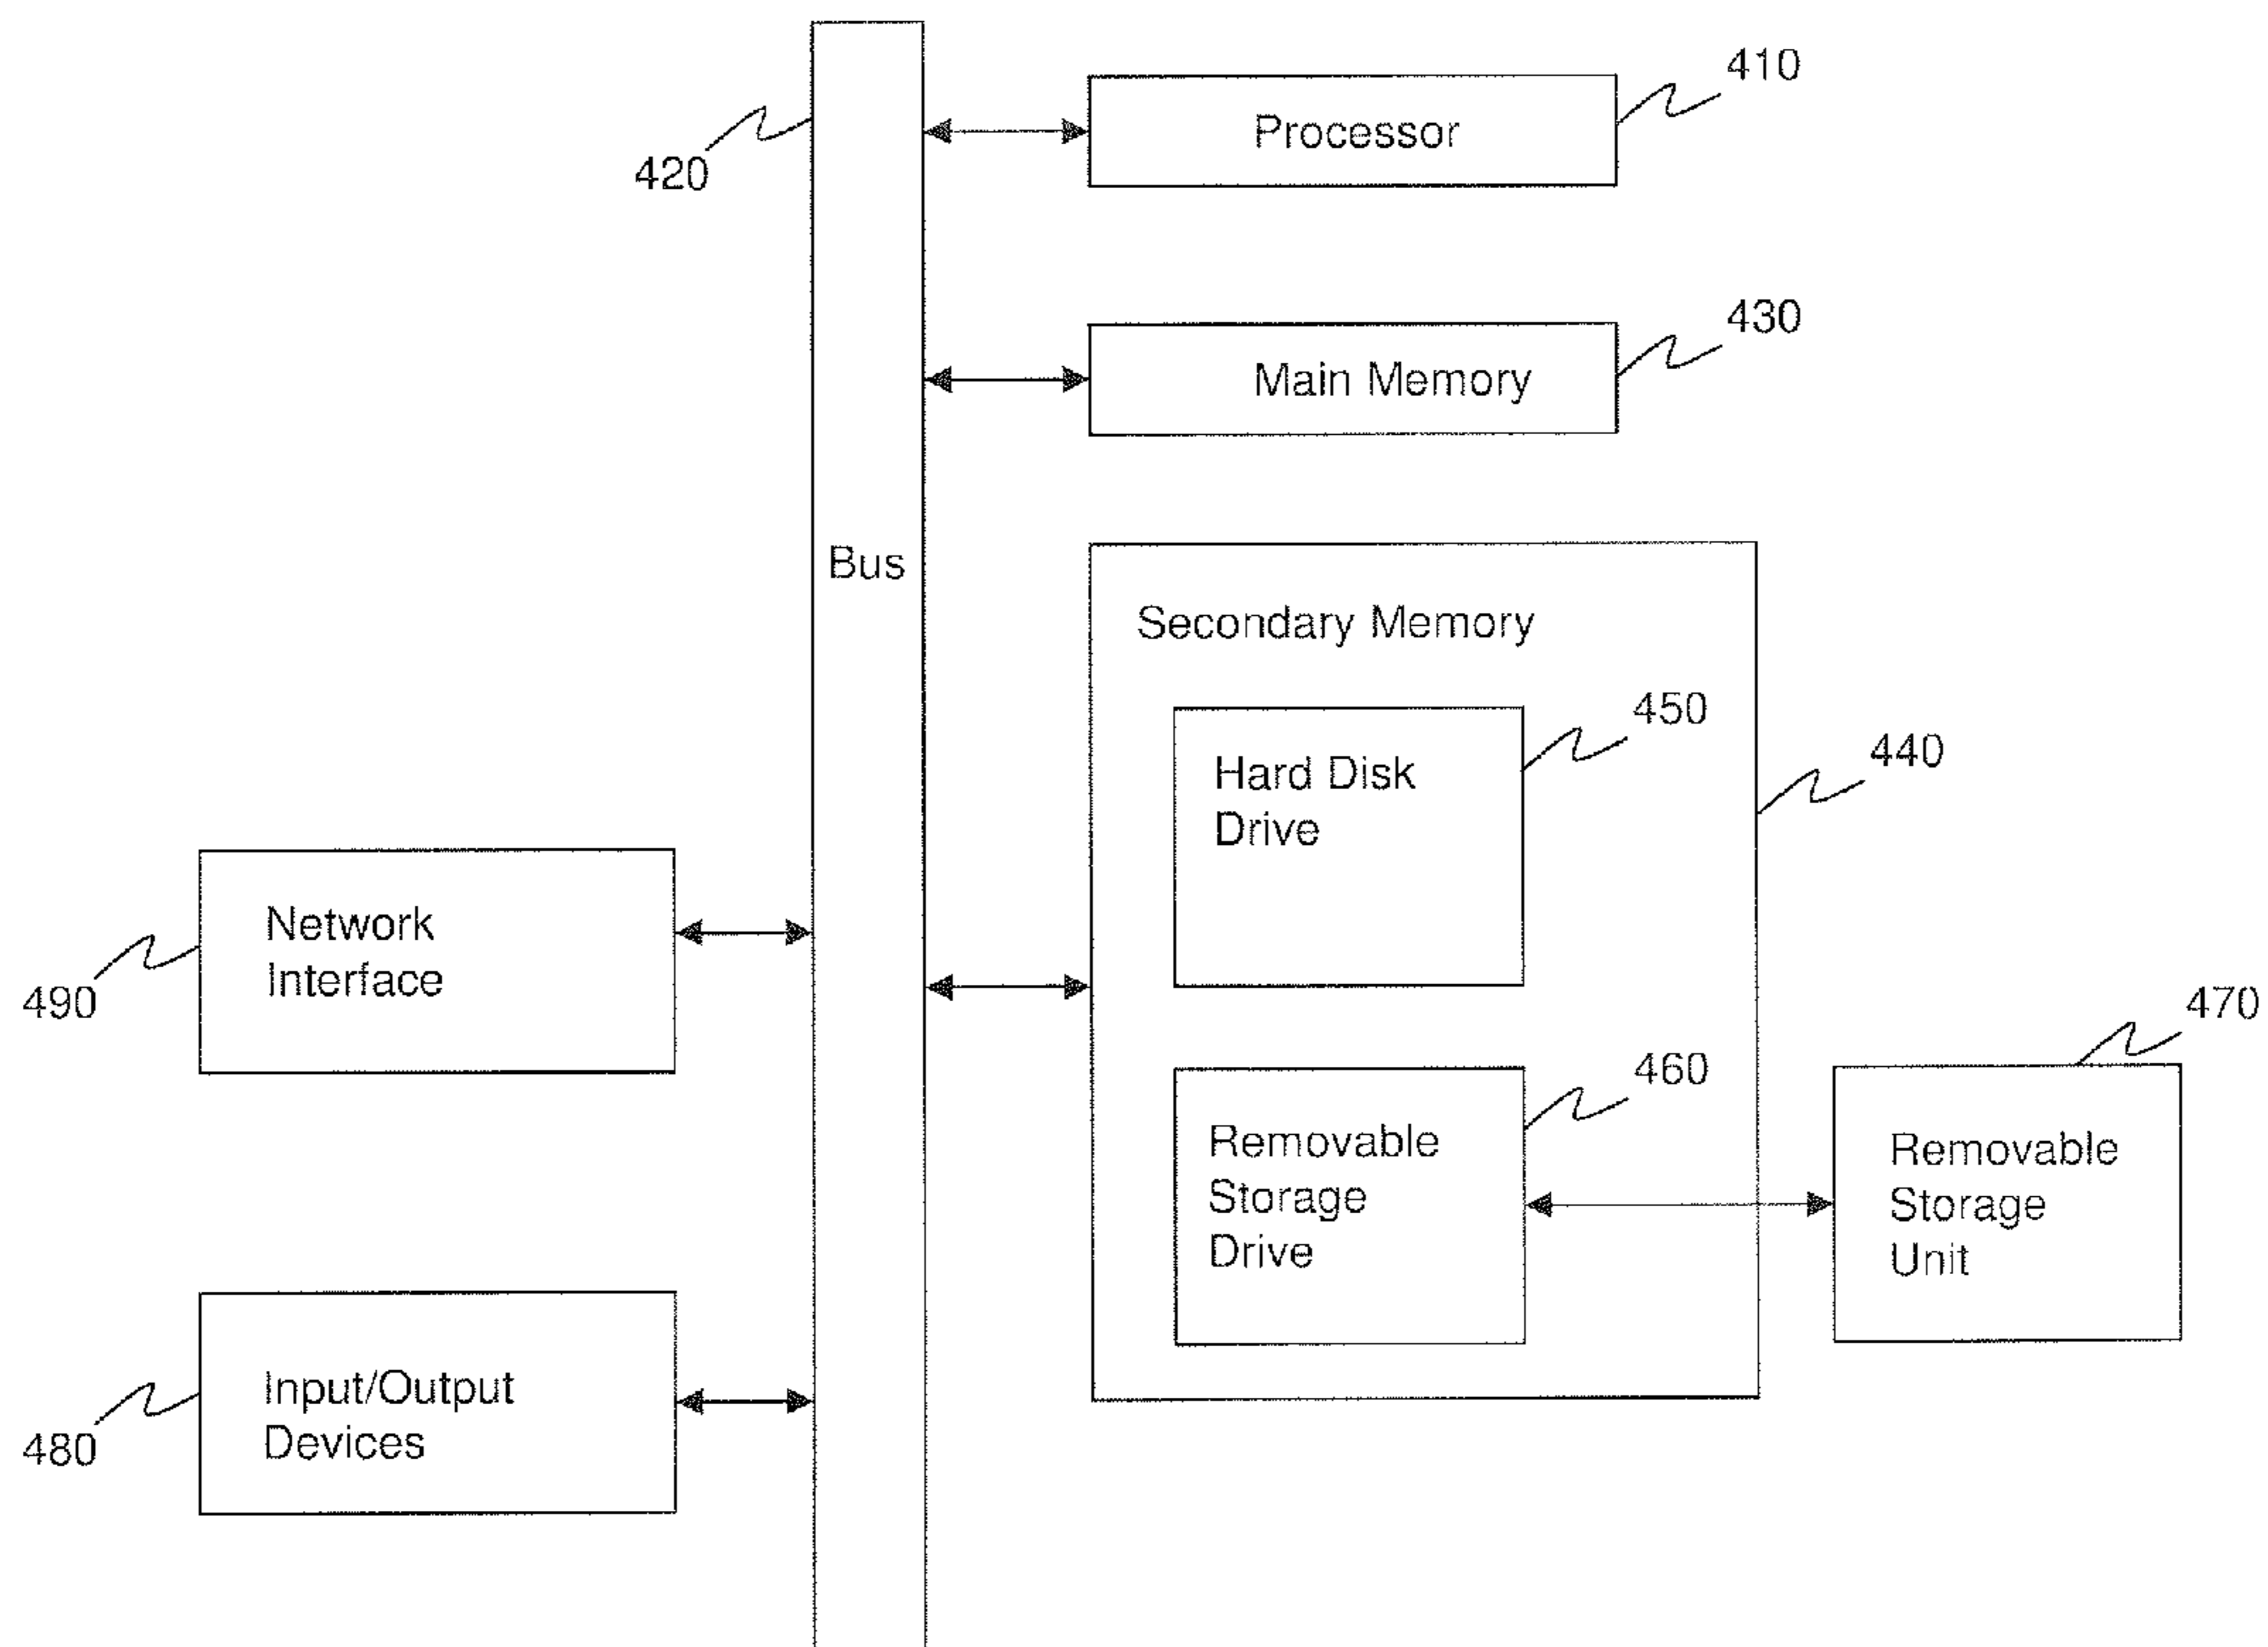 410
Processor
420
430
Main Memory
Bus
Secondary Memory
450
Hard Disk
Drive
440
Network
Interface
490
470
460
Removable
Storage
Drive
Removable
Storage
Unit
Input/Output
Devices
480